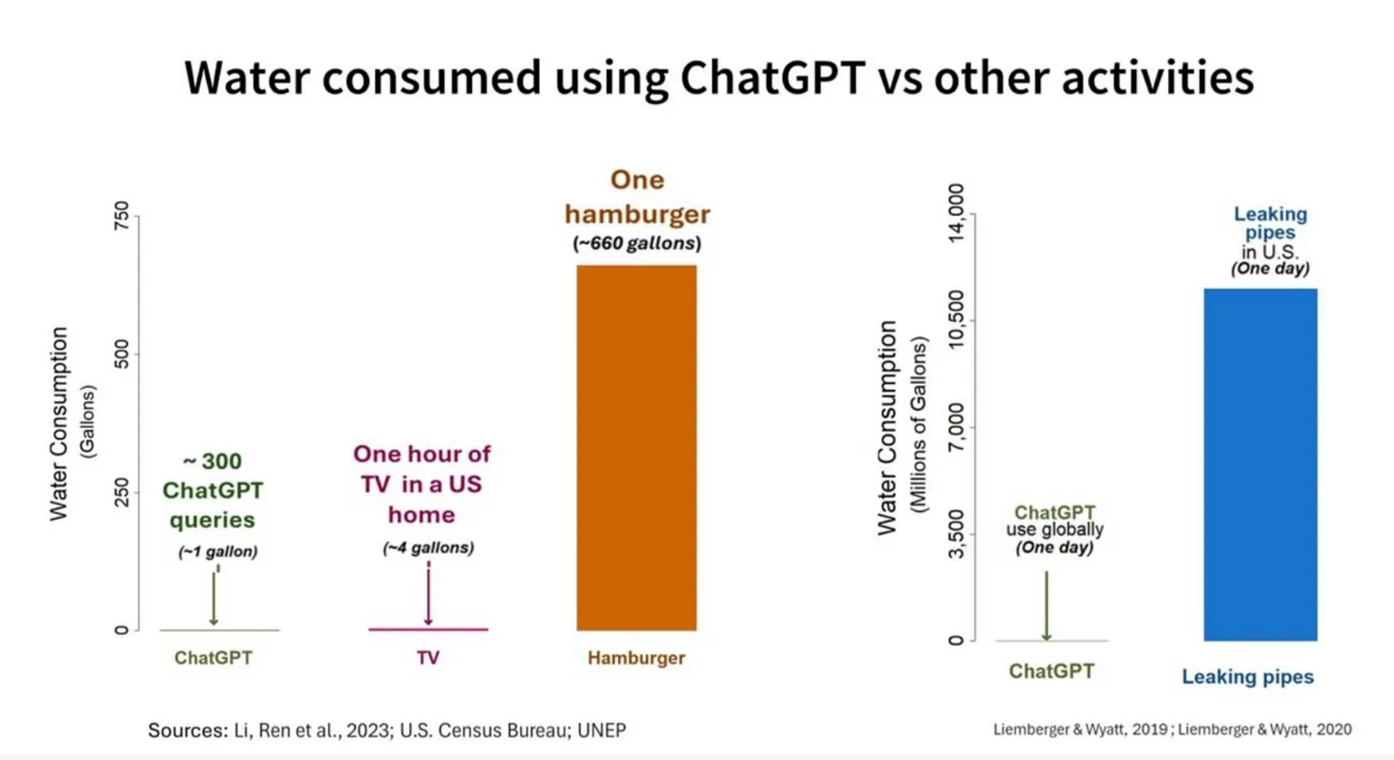 Water consumed using ChatGPT vs other activities
Water Consumption
(Gallons)
750
500
250
0
~ 300
ChatGPT
queries
(~1 gallon)
ChatGPT
One hour of
TV in a US
home
(~4 gallons)
TV
One
hamburger
(~660 gallons)
Hamburger
Sources: Li, Ren et al., 2023; U.S. Census Bureau; UNEP
Water Consumption
(Millions of Gallons)
14,000
10,500
7,000
3,500
0
ChatGPT
use globally
(One day)
ChatGPT
Leaking
pipes
in U.S.
(One day)
Leaking pipes
Liemberger & Wyatt, 2019; Liemberger & Wyatt, 2020